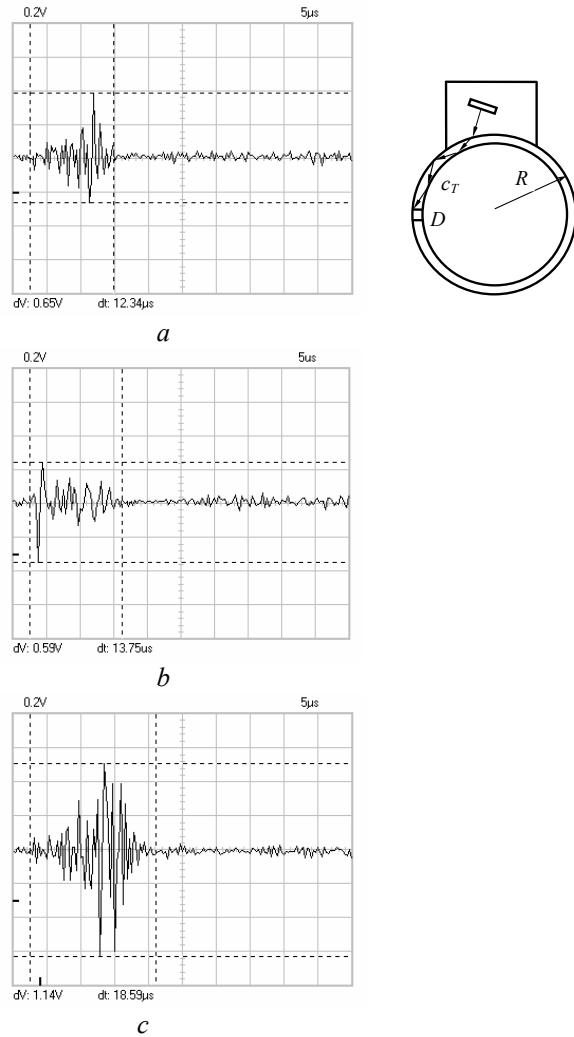 0.2V 5µs
dV: 0.65V dt: 12.34µs
a
R
c_T
D
0.2V 5us
dV: 0.59V dt: 13.75us
b
0.2V 5µs
dV: 1.14V dt: 18.59µs
c